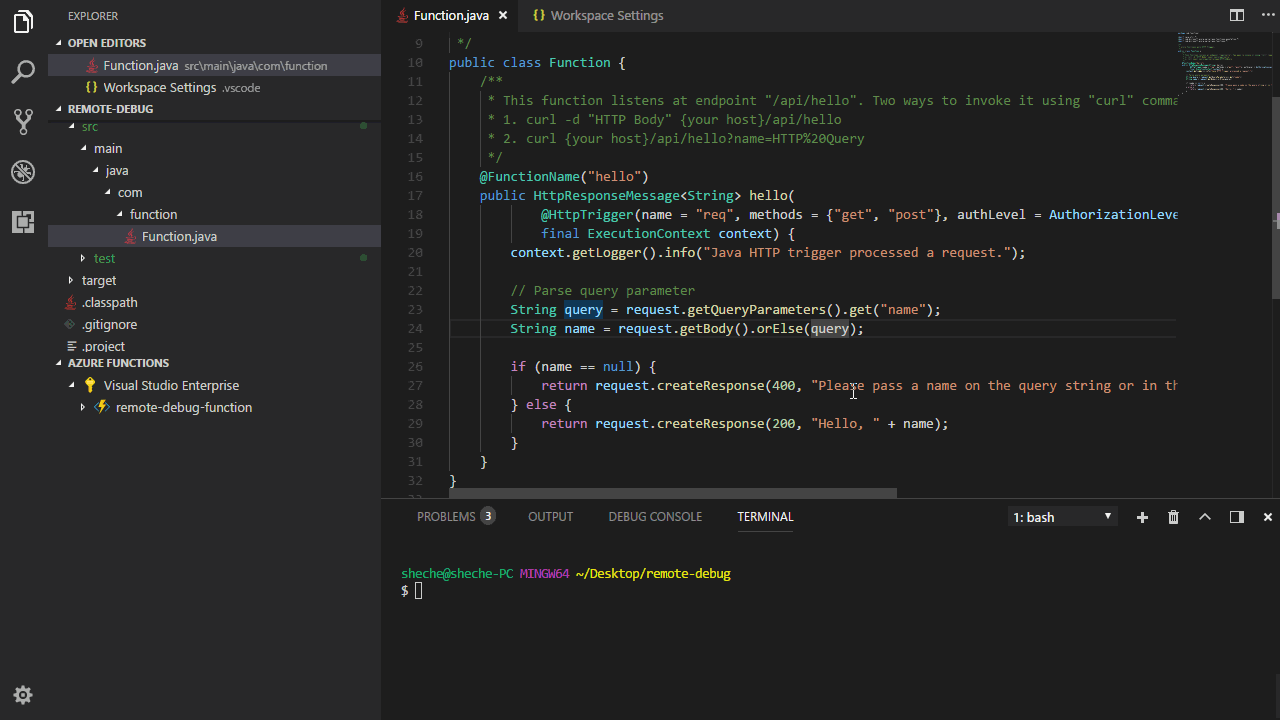 EXPLORER
OPEN EDITORS
Function.java src\main\java\com\function
{} Workspace Settings .vscode
REMOTE-DEBUG
src
main
java
com
function
Function.java
test
target
.classpath
.gitignore
.project
AZURE FUNCTIONS
Visual Studio Enterprise
remote-debug-function
Function.java × {} Workspace Settings
9 */
10 public class Function {
11 /**
12 * This function listens at endpoint "/api/hello". Two ways to invoke it using "curl" comma
13 * 1. curl -d "HTTP Body" {your host}/api/hello
14 * 2. curl {your host}/api/hello?name=HTTP%20Query
15 */
16 @FunctionName("hello")
17 public HttpResponseMessage<String> hello(
18 @HttpTrigger(name = "req", methods = {"get", "post"}, authLevel = AuthorizationLeve
19 final ExecutionContext context) {
20 context.getLogger().info("Java HTTP trigger processed a request.");
21
22 // Parse query parameter
23 String query = request.getQueryParameters().get("name");
24 String name = request.getBody().orElse(query);
25
26 if (name == null) {
27 return request.createResponse(400, "Please pass a name on the query string or in th
28 } else {
29 return request.createResponse(200, "Hello, " + name);
30 }
31 }
32 }
PROBLEMS 3 OUTPUT DEBUG CONSOLE TERMINAL 1: bash
sheche@sheche-PC MINGW64 ~/Desktop/remote-debug
$